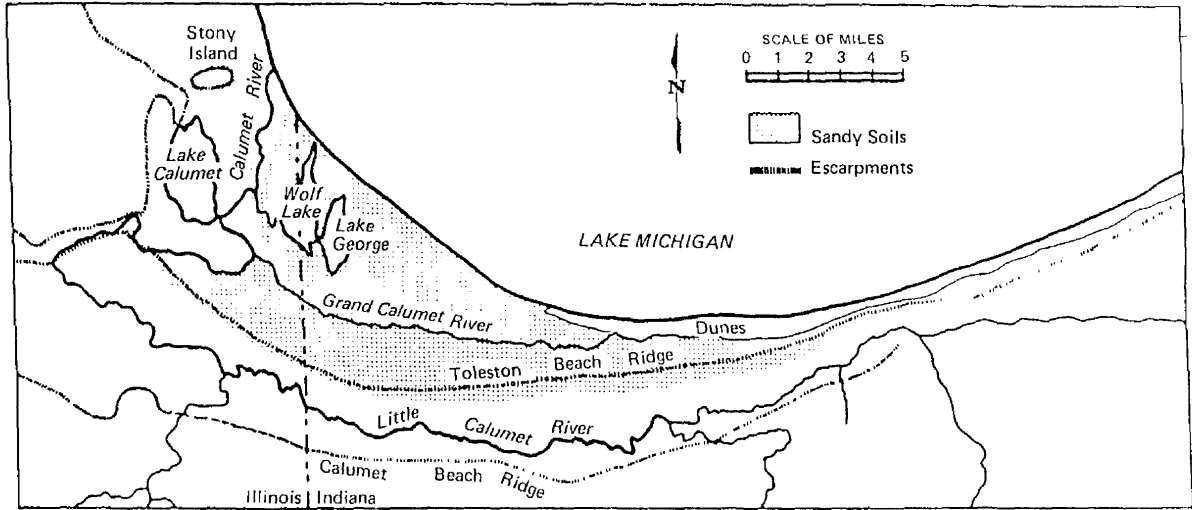 Stony
Island
SCALE OF MILES
0 1 2 3 4 5
N
Sandy Soils
Escarpments
Calumet River
Lake
Calumet
Wolf
Lake
Lake
George
LAKE MICHIGAN
Grand Calumet River
Dunes
Toleston Beach Ridge
Little Calumet River
Calumet Beach Ridge
Illinois Indiana